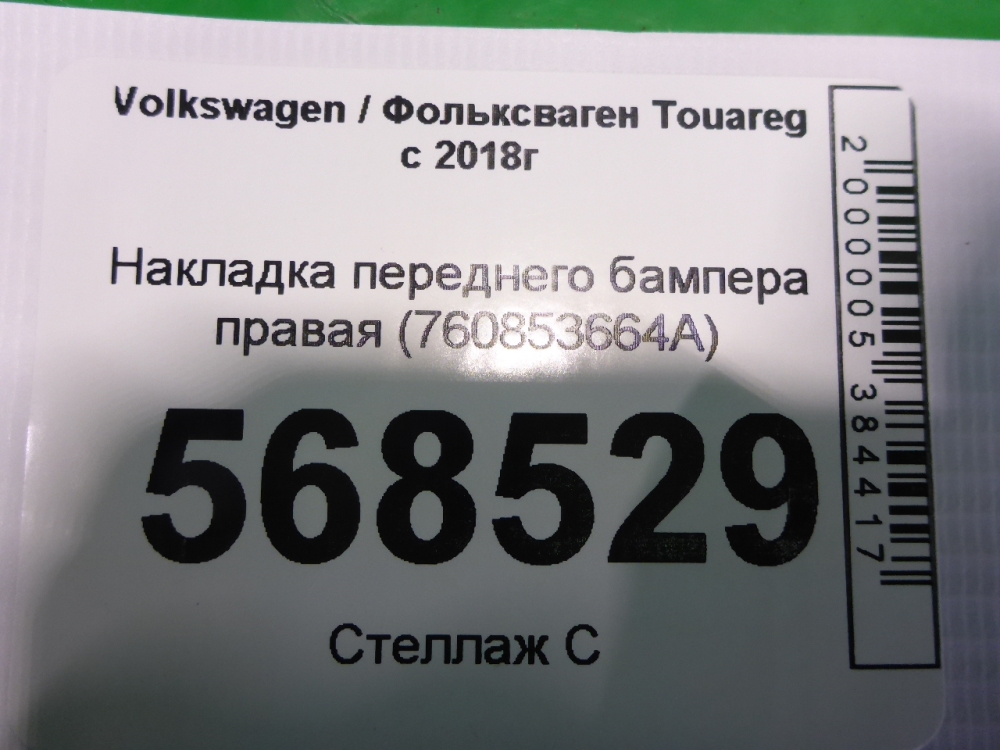 Volkswagen / Фольксваген Touareg
с 2018г
Накладка переднего бампера
правая (760853664A)
568529
Стеллаж С
2000005384417